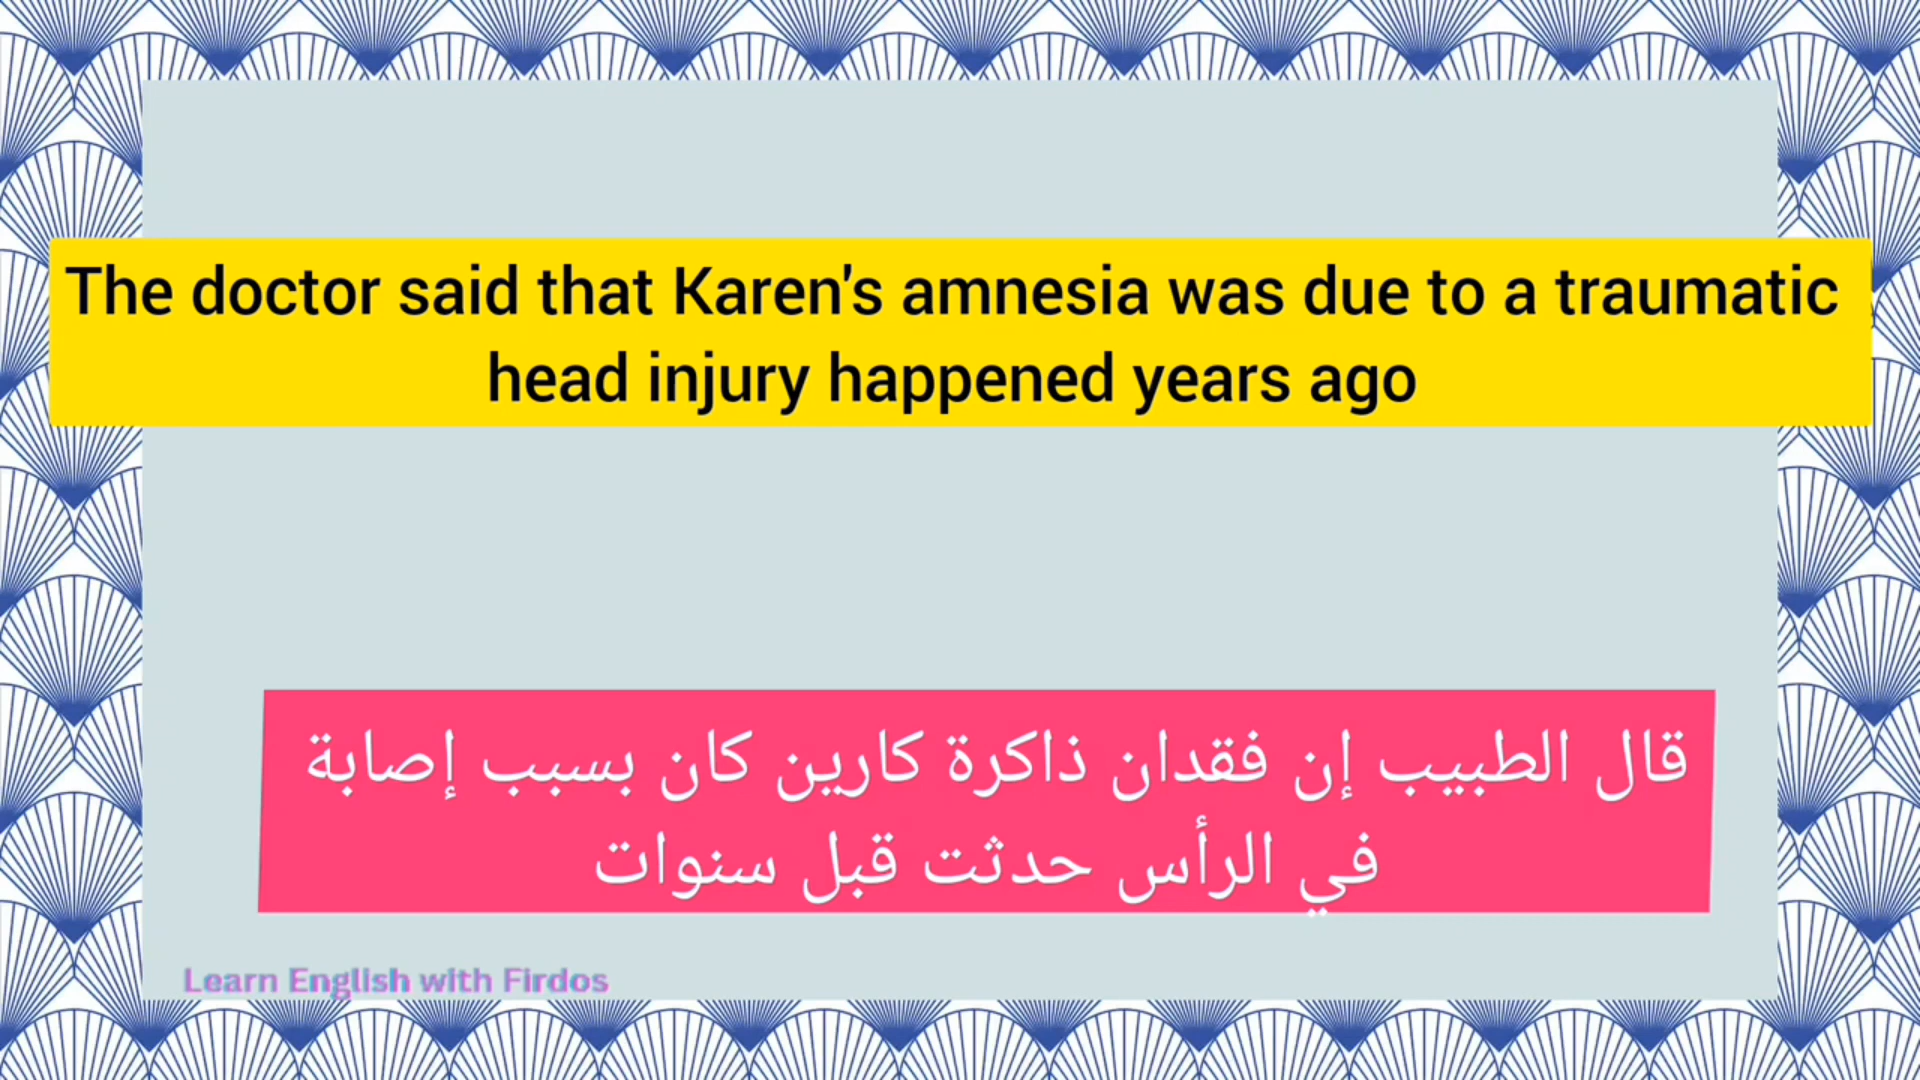 The doctor said that Karen's amnesia was due to a traumatic
head injury happened years ago
قال الطبيب إن فقدان ذاكرة كارين كان بسبب إصابة
في الرأس حدثت قبل سنوات
Learn English with Firdos